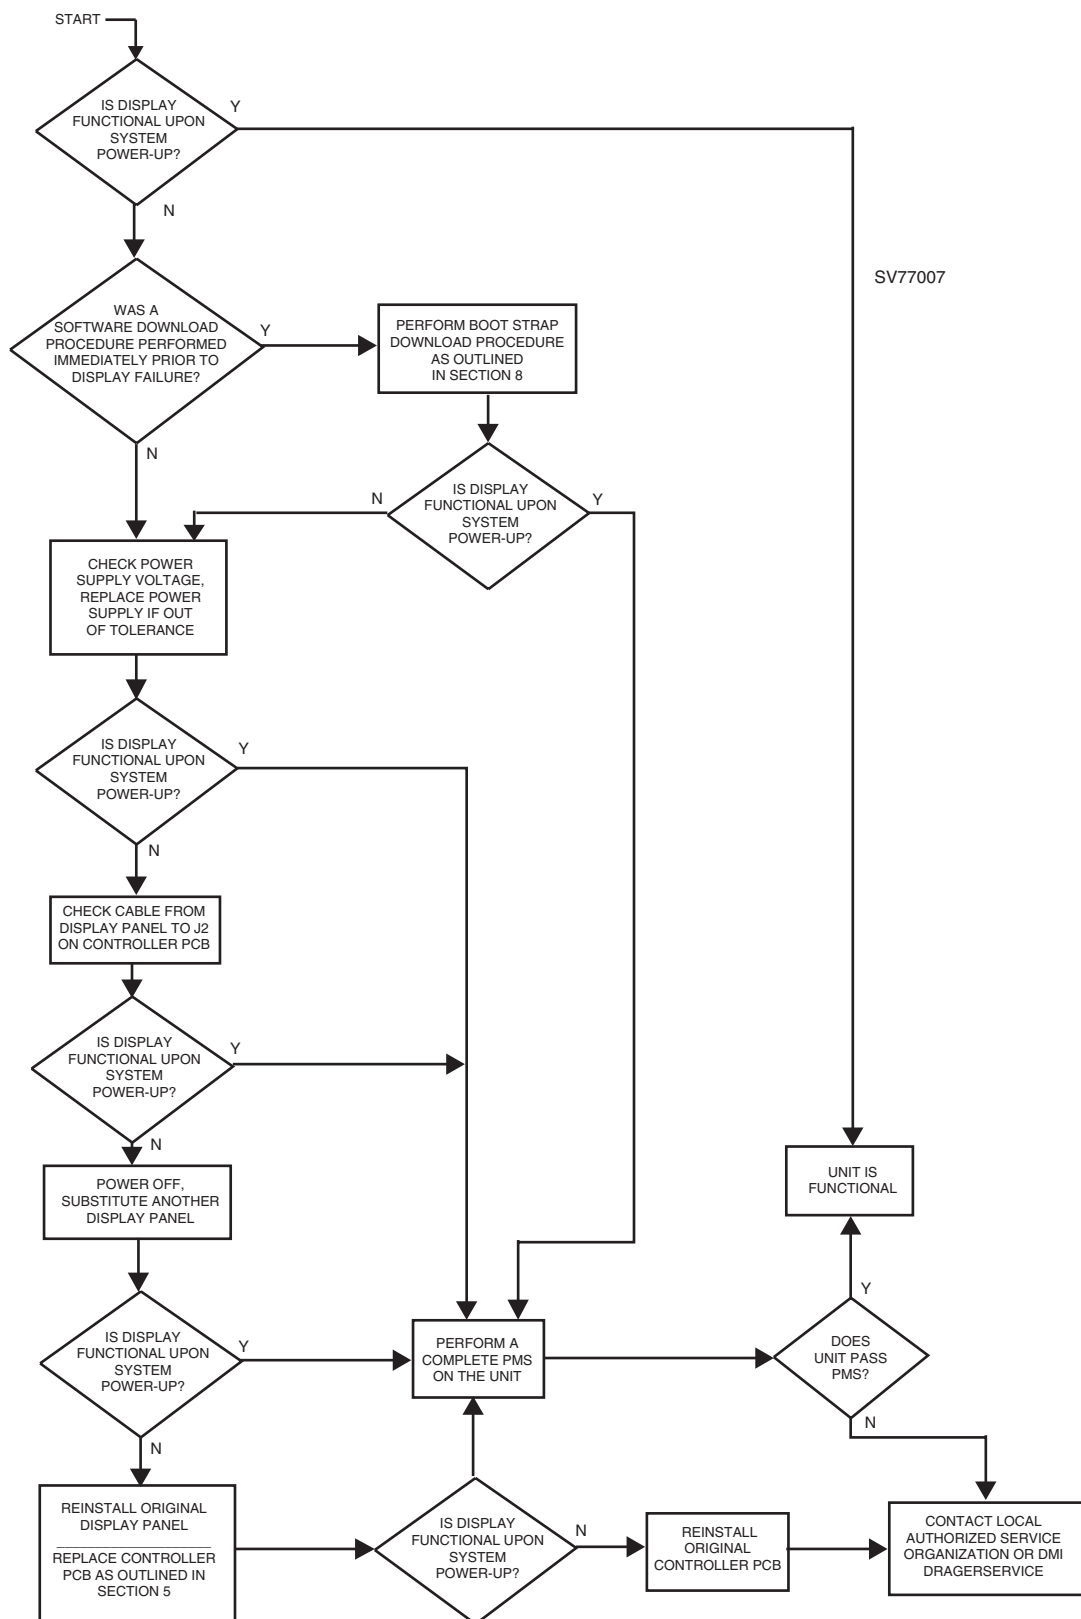 START
IS DISPLAY
FUNCTIONAL UPON
SYSTEM
POWER-UP?
Y
N
SV77007
WAS A
SOFTWARE DOWNLOAD
PROCEDURE PERFORMED
IMMEDIATELY PRIOR TO
DISPLAY FAILURE?
Y
N
PERFORM BOOT STRAP
DOWNLOAD PROCEDURE
AS OUTLINED
IN SECTION 8
IS DISPLAY
FUNCTIONAL UPON
SYSTEM
POWER-UP?
N
Y
CHECK POWER
SUPPLY VOLTAGE,
REPLACE POWER
SUPPLY IF OUT
OF TOLERANCE
IS DISPLAY
FUNCTIONAL UPON
SYSTEM
POWER-UP?
Y
N
CHECK CABLE FROM
DISPLAY PANEL TO J2
ON CONTROLLER PCB
IS DISPLAY
FUNCTIONAL UPON
SYSTEM
POWER-UP?
Y
N
POWER OFF,
SUBSTITUTE ANOTHER
DISPLAY PANEL
IS DISPLAY
FUNCTIONAL UPON
SYSTEM
POWER-UP?
Y
N
PERFORM A
COMPLETE PMS
ON THE UNIT
UNIT IS
FUNCTIONAL
Y
DOES
UNIT PASS
PMS?
N
REINSTALL ORIGINAL
DISPLAY PANEL
REPLACE CONTROLLER
PCB AS OUTLINED IN
SECTION 5
IS DISPLAY
FUNCTIONAL UPON
SYSTEM
POWER-UP?
N
REINSTALL
ORIGINAL
CONTROLLER PCB
CONTACT LOCAL
AUTHORIZED SERVICE
ORGANIZATION OR DMI
DRAGERSERVICE